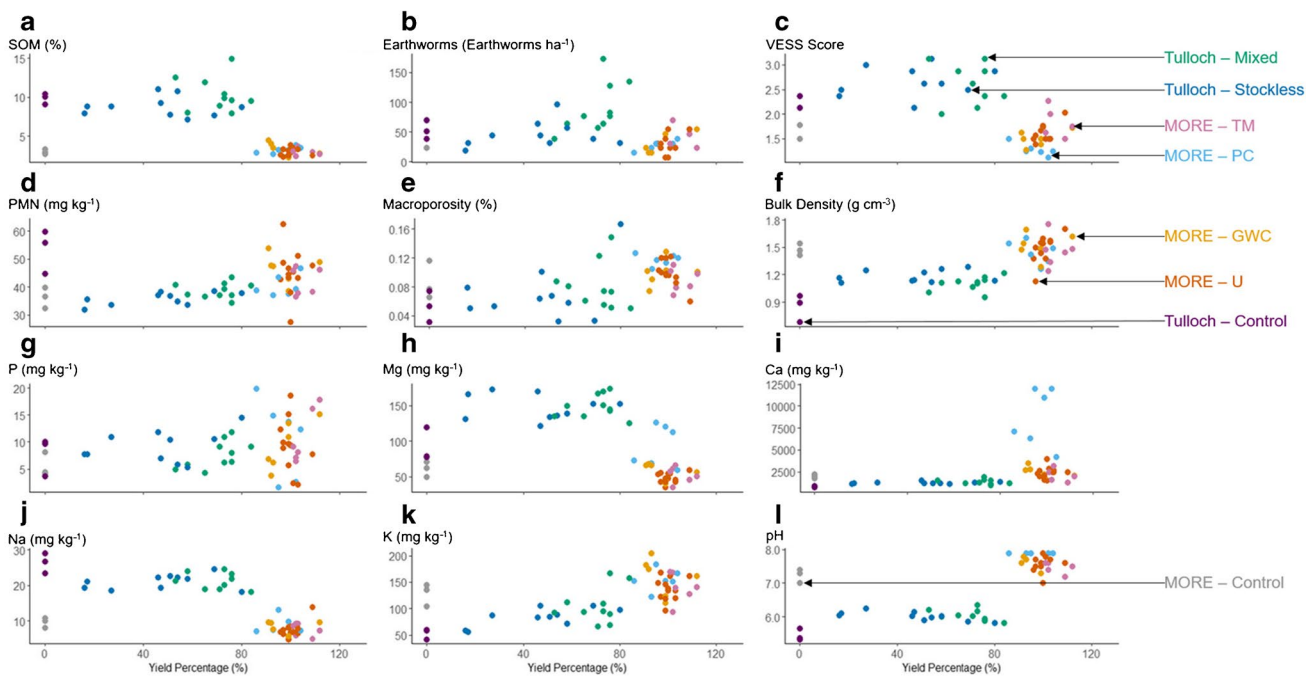 a
SOM (%)
15
10
5
b
Earthworms (Earthworms ha⁻¹)
150
100
50
0
c
VESS Score
3.0
2.5
2.0
1.5
Tulloch – Mixed
Tulloch – Stockless
MORE – TM
MORE – PC
d
PMN (mg kg⁻¹)
60
50
40
30
e
Macroporosity (%)
0.16
0.12
0.08
0.04
f
Bulk Density (g cm⁻³)
1.8
1.5
1.2
0.9
MORE – GWC
MORE – U
Tulloch – Control
g
P (mg kg⁻¹)
20
15
10
5
h
Mg (mg kg⁻¹)
150
100
50
i
Ca (mg kg⁻¹)
12500
10000
7500
5000
2500
j
Na (mg kg⁻¹)
30
20
10
0 40 80 120
Yield Percentage (%)
k
K (mg kg⁻¹)
200
150
100
50
0 40 80 120
Yield Percentage (%)
l
pH
8.0
7.0
6.0
0 40 80 120
Yield Percentage (%)
MORE – Control